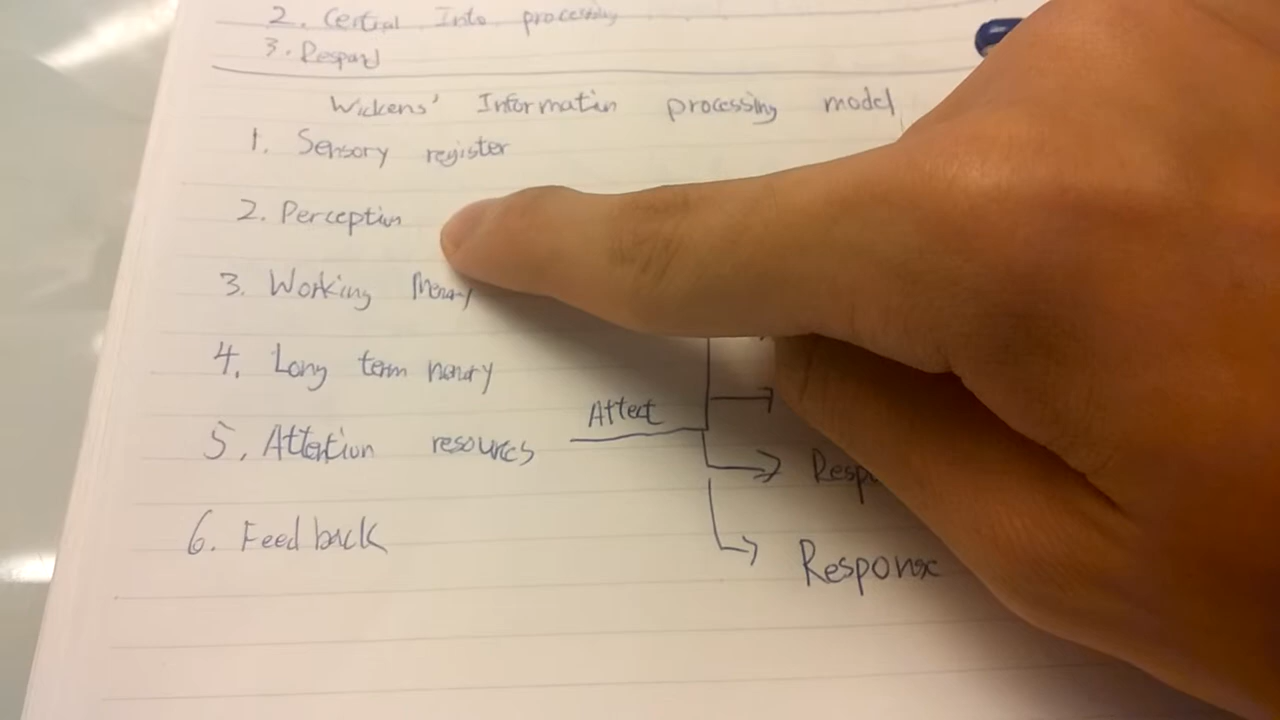 2. Central Info processing
3. Respond
Wickens' Information processing model
1. Sensory register
2. Perception
3. Working Memory
4. Long term memory
Affect
5. Attention resources
Response
6. Feedback